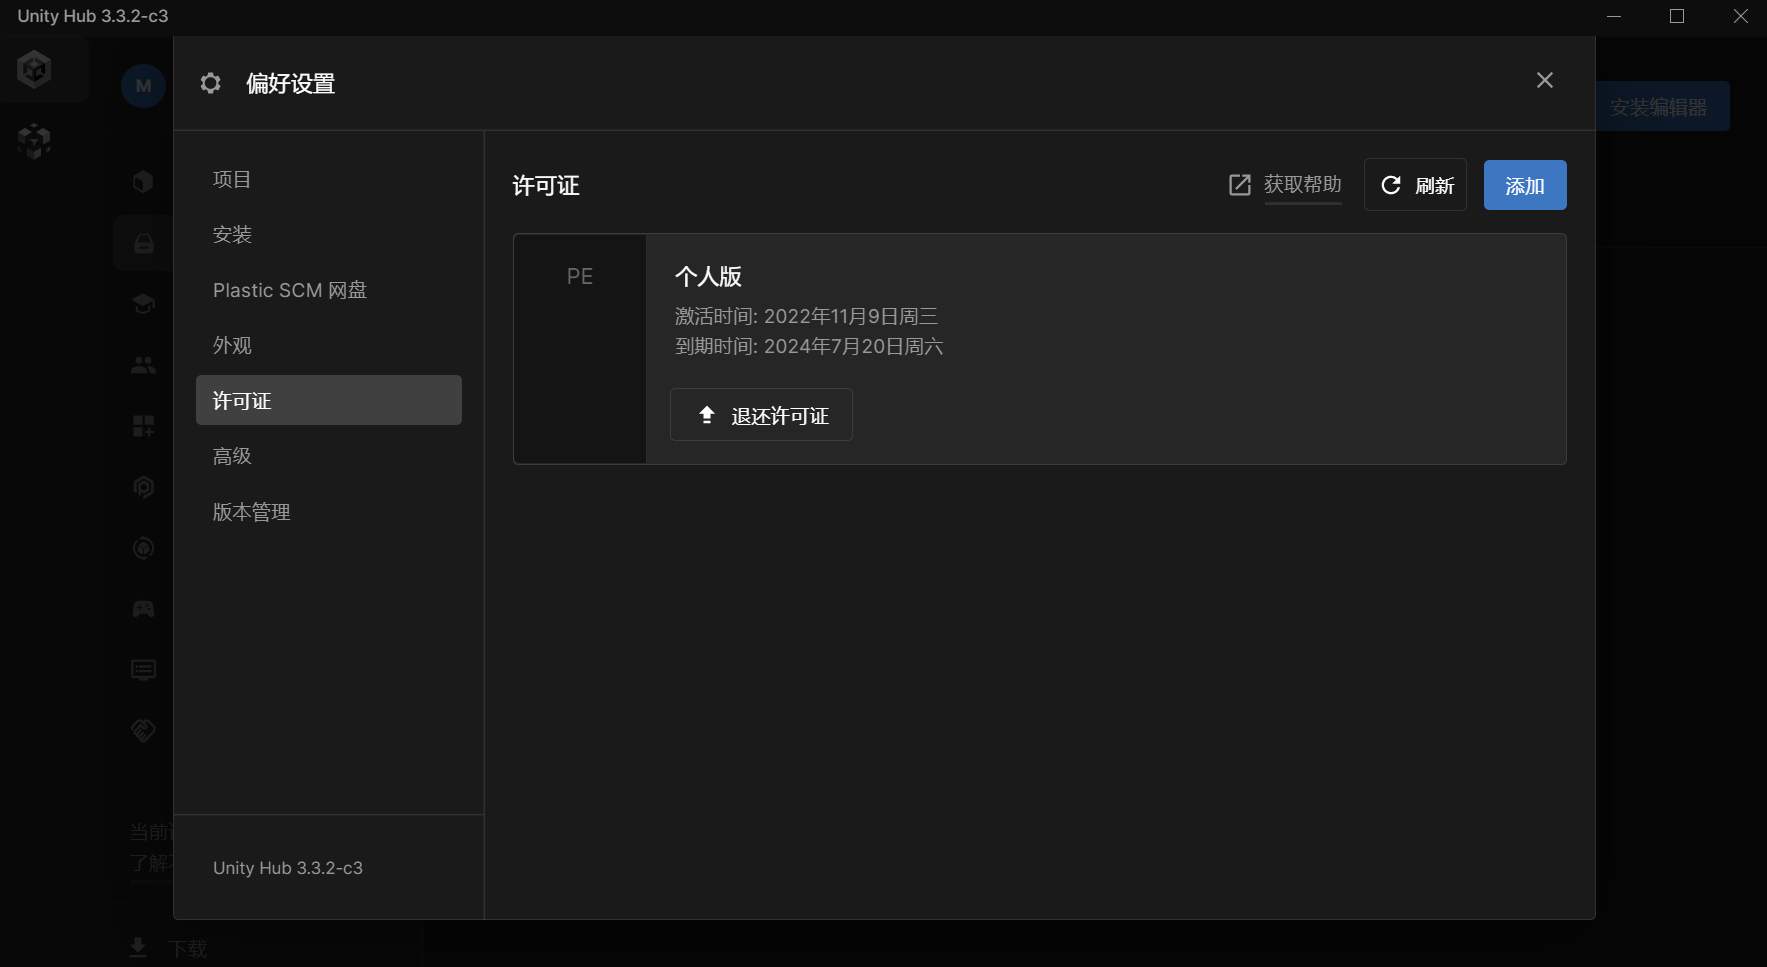 Unity Hub 3.3.2-c3
M
偏好设置
安装编辑器
项目
安装
Plastic SCM 网盘
外观
许可证
高级
版本管理
Unity Hub 3.3.2-c3
许可证
获取帮助
刷新
添加
PE
个人版
激活时间: 2022年11月9日周三
到期时间: 2024年7月20日周六
退还许可证
当前
了解
下载